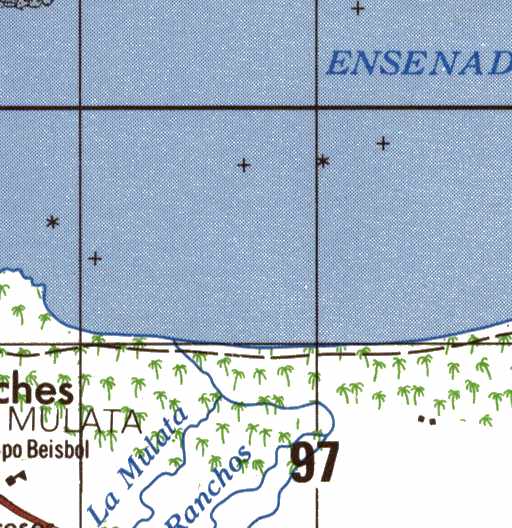 ENSENAD
ches
MULATA
po Beisbol
La Mulata
Ranchos
97